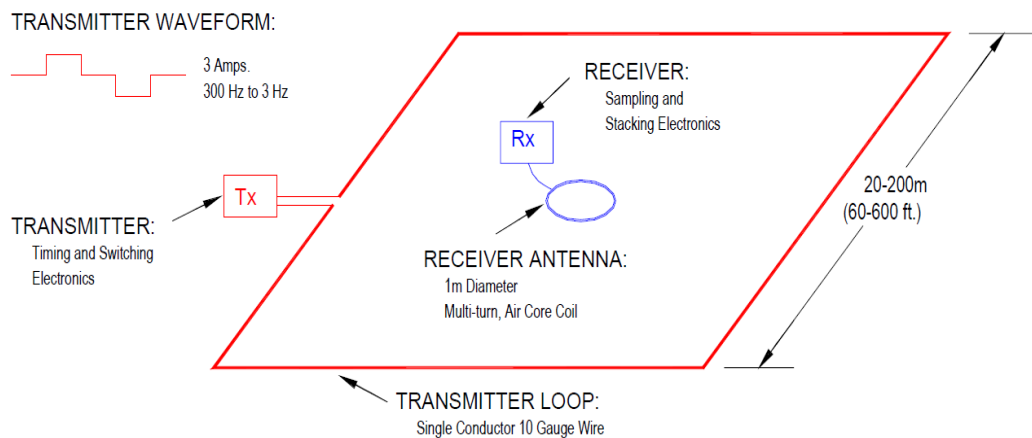 TRANSMITTER WAVEFORM:
3 Amps.
300 Hz to 3 Hz
RECEIVER:
Sampling and
Stacking Electronics
Rx
Tx
20-200m
(60-600 ft.)
TRANSMITTER:
Timing and Switching
Electronics
RECEIVER ANTENNA:
1m Diameter
Multi-turn, Air Core Coil
TRANSMITTER LOOP:
Single Conductor 10 Gauge Wire